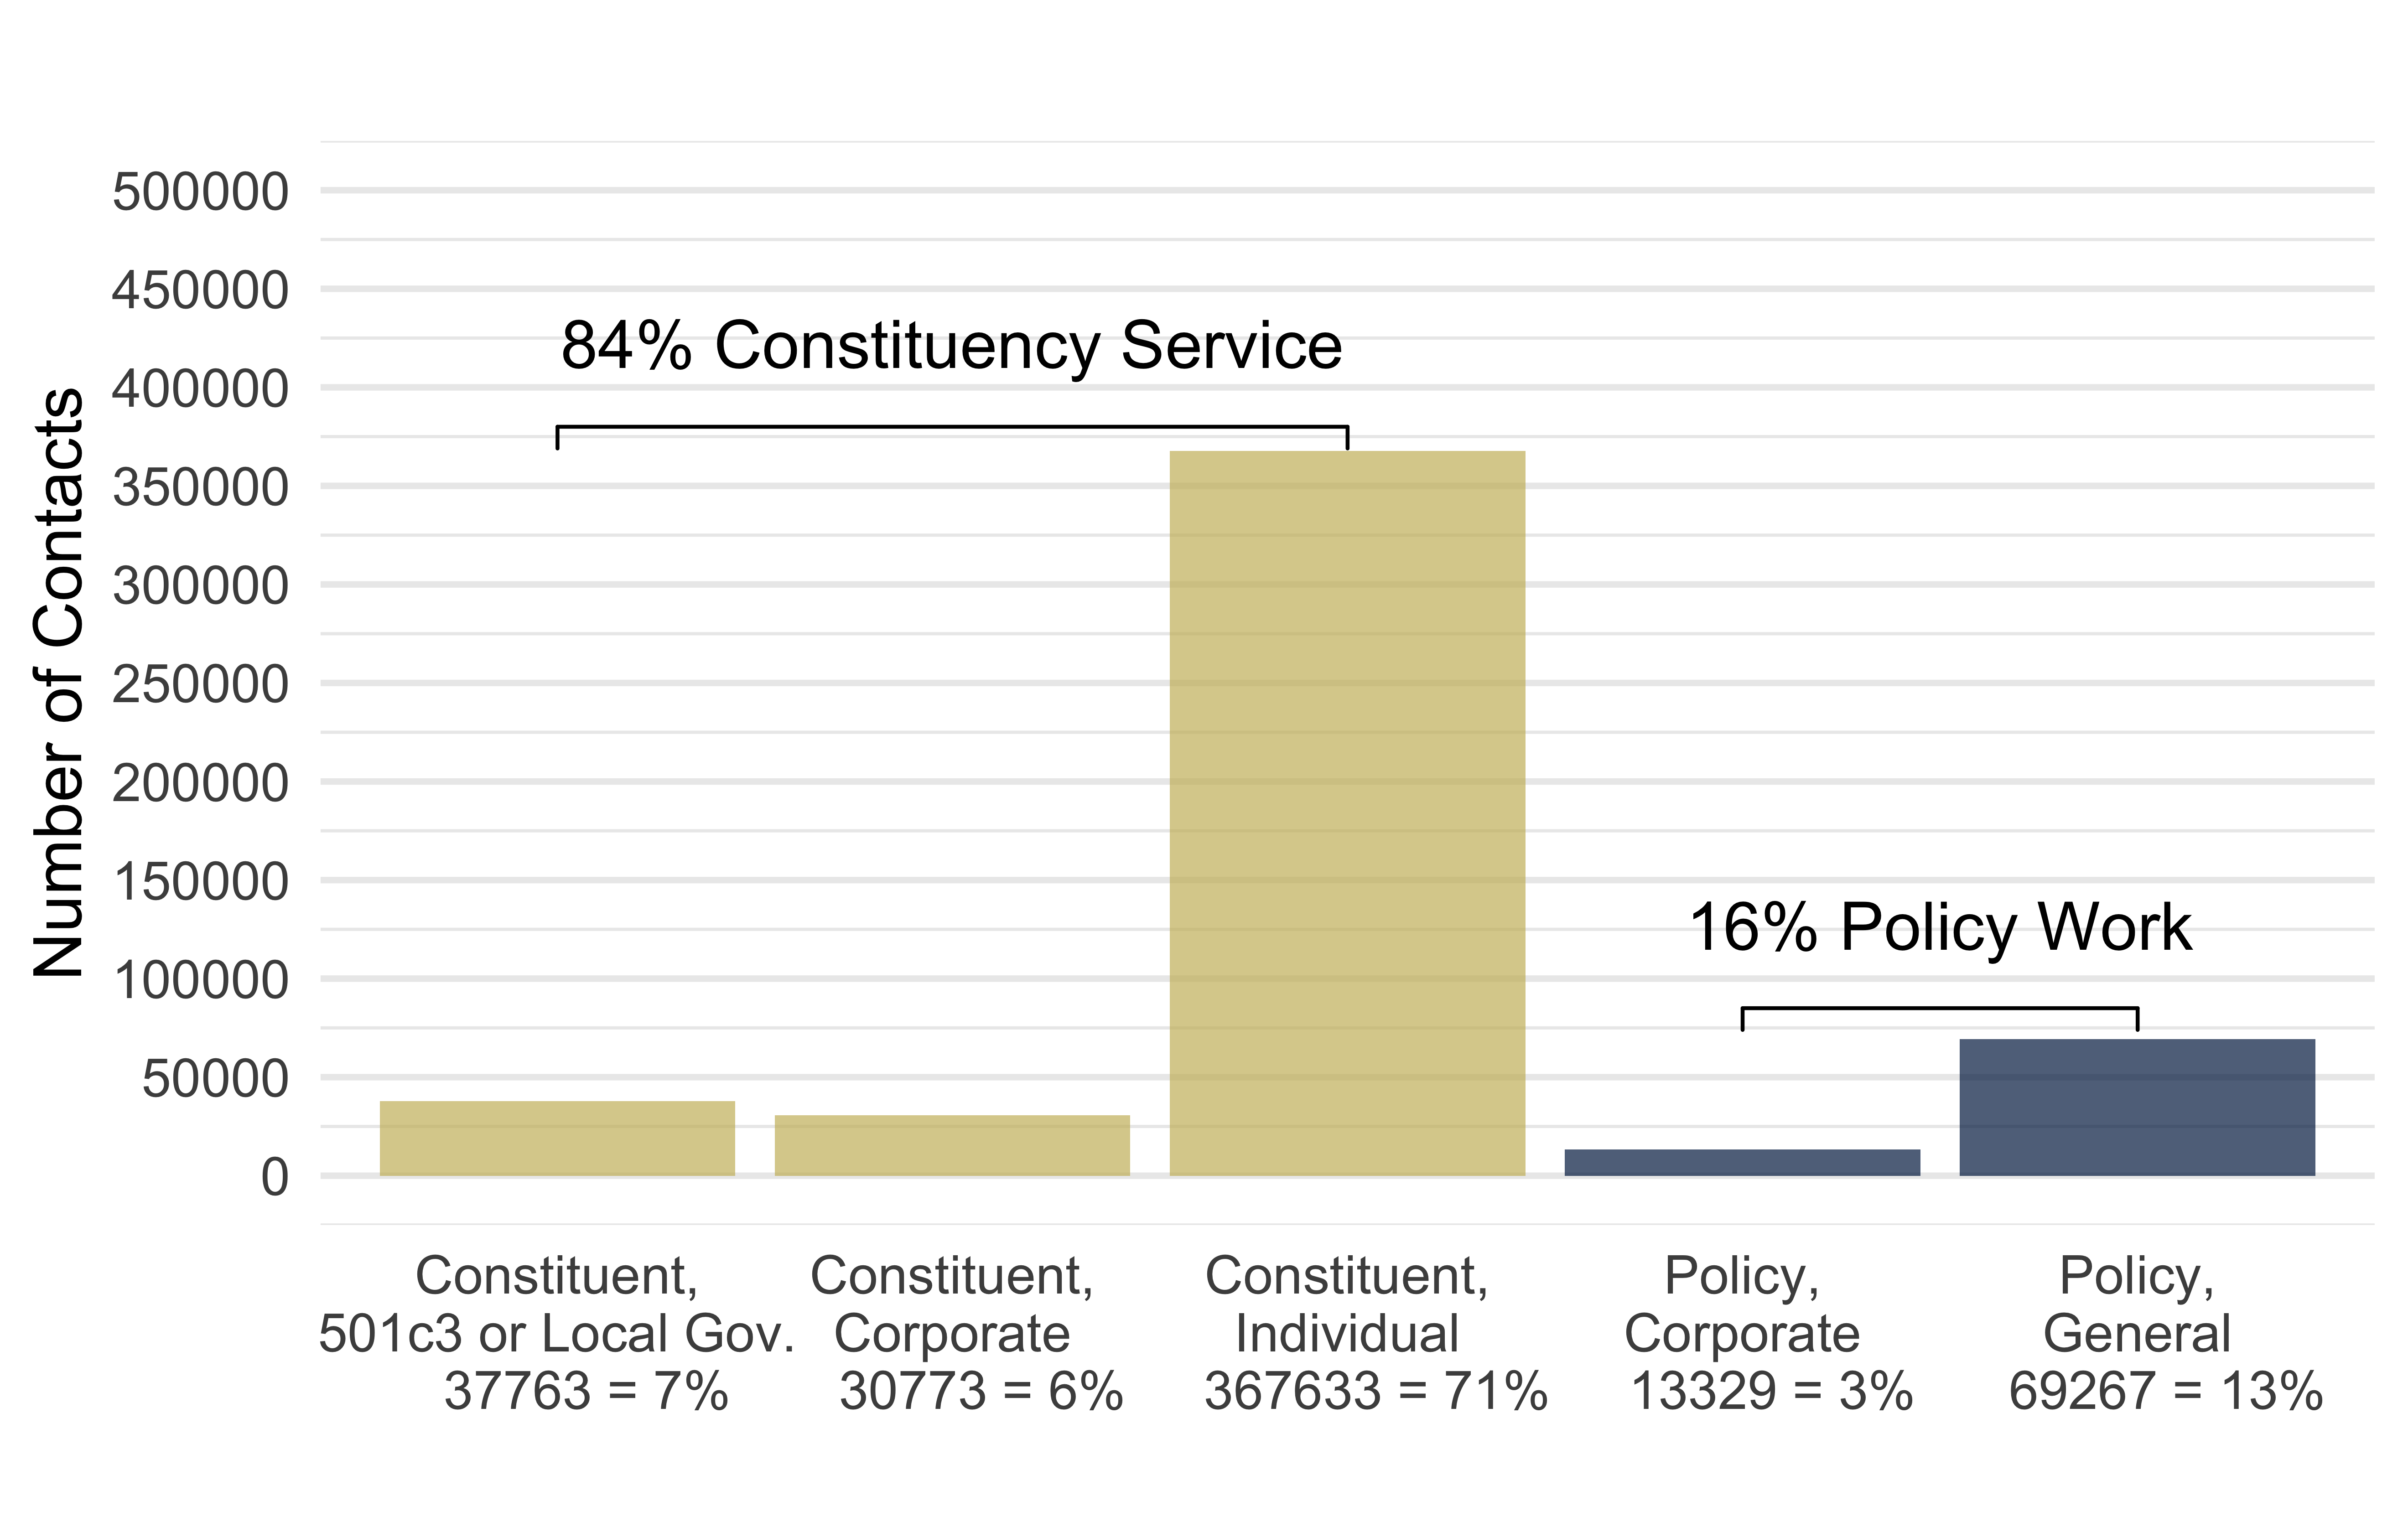 500000
450000
84% Constituency Service
400000
350000
300000
250000
200000
150000
16% Policy Work
100000
50000
0
Number of Contacts
Constituent,
501c3 or Local Gov.
37763 = 7%
Constituent,
Corporate
30773 = 6%
Constituent,
Individual
367633 = 71%
Policy,
Corporate
13329 = 3%
Policy,
General
69267 = 13%